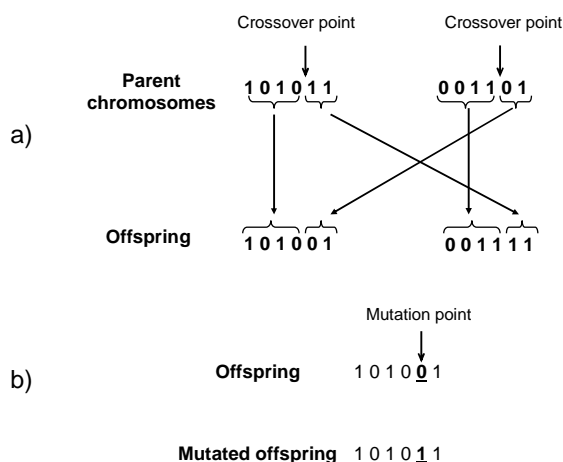 Crossover point Crossover point
Parent chromosomes 1 0 1 0 1 1 0 0 1 1 0 1
a)
Offspring 1 0 1 0 0 1 0 0 1 1 1 1
Mutation point
b)
Offspring 1 0 1 0 0 1
Mutated offspring 1 0 1 0 1 1